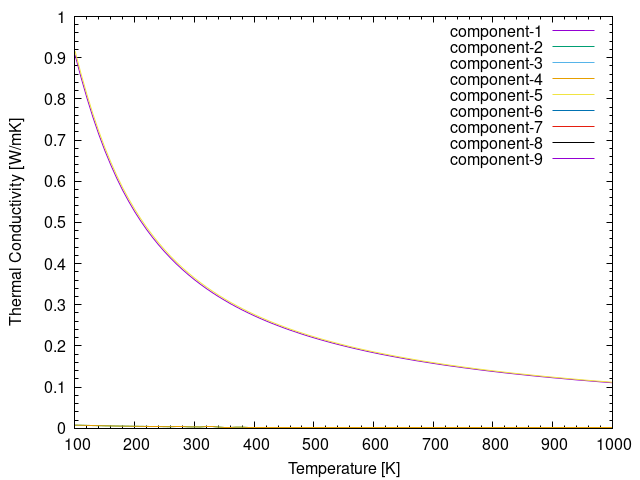 1
0.9
0.8
0.7
0.6
0.5
0.4
0.3
0.2
0.1
0
100 200 300 400 500 600 700 800 900 1000
Thermal Conductivity [W/mK]
Temperature [K]
component-1
component-2
component-3
component-4
component-5
component-6
component-7
component-8
component-9